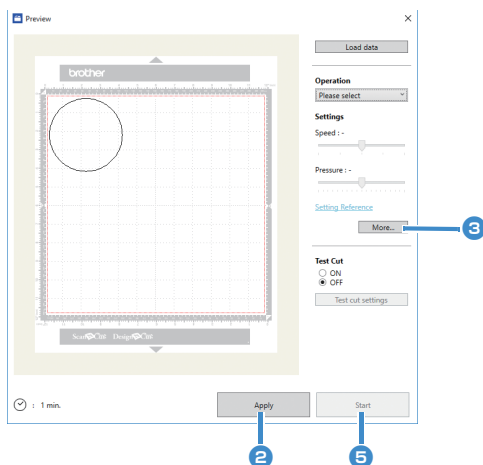 Preview
Load data
brother
Operation
Please select
Settings
Speed : -
Pressure : -
Setting Reference
More...
3
Test Cut
ON
OFF
Test cut settings
ScanNCut DesignNCut
: 1 min.
Apply
Start
2
5